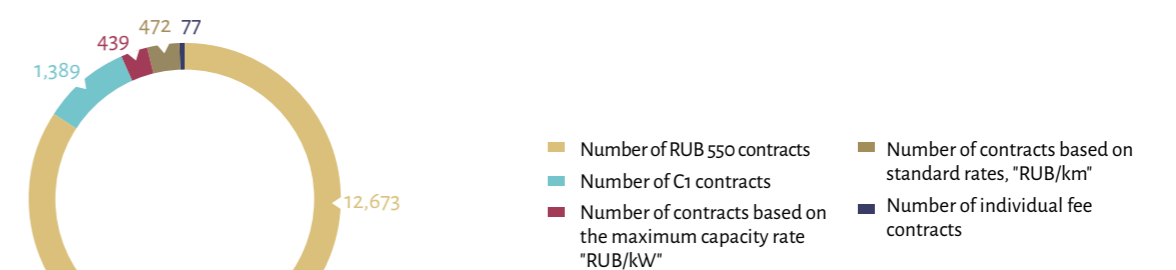 472 77
439
1,389
12,673
Number of RUB 550 contracts
Number of C1 contracts
Number of contracts based on
the maximum capacity rate
"RUB/kW"
Number of contracts based on
standard rates, "RUB/km"
Number of individual fee
contracts